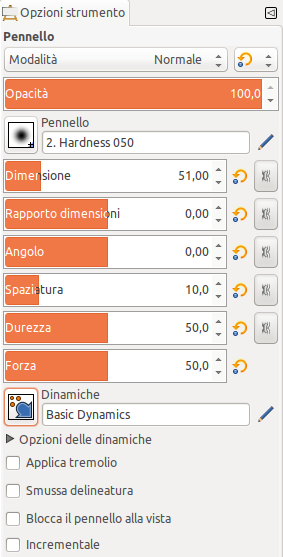 Opzioni strumento
Pennello
Modalità Normale
Opacità 100,0
Pennello
2. Hardness 050
Dimensione 51,00
Rapporto dimensioni 0,00
Angolo 0,00
Spaziatura 10,0
Durezza 50,0
Forza 50,0
Dinamiche
Basic Dynamics
Opzioni delle dinamiche
Applica tremolio
Smussa delineatura
Blocca il pennello alla vista
Incrementale